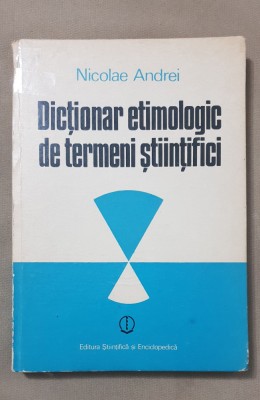 Nicolae Andrei
Dicționar etimologic
de termeni științifici
Editura Științifică și Enciclopedică